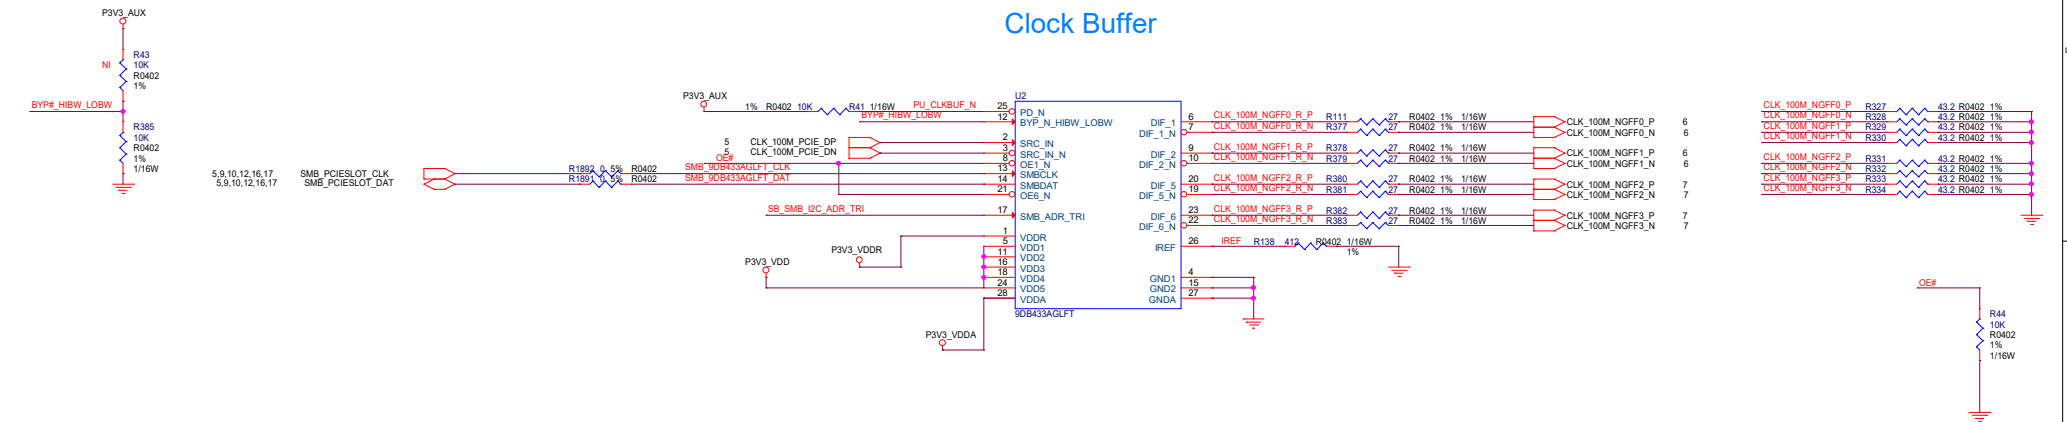 Clock Buffer
P3V3_AUX
NI
R43
10K
R0402
1%
BYP#_HIBW_LOBW
R385
10K
R0402
1%
1/16W
5,9,10,12,16,17 SMB_PCIESLOT_CLK
5,9,10,12,16,17 SMB_PCIESLOT_DAT
R1892 0 5% R0402 SMB_9DB433AGLFT_CLK
R1891 0 5% R0402 SMB_9DB433AGLFT_DAT
P3V3_AUX
1% R0402 10K R41 1/16W PU_CLKBUF_N
BYP#_HIBW_LOBW
5 CLK_100M_PCIE_DP
5 CLK_100M_PCIE_DN
OE#
SB_SMB_I2C_ADR_TRI
P3V3_VDDR
P3V3_VDD
P3V3_VDDA
U2
25 PD_N
12 BYP_N_HIBW_LOBW
2 SRC_IN
3 SRC_IN_N
8 OE1_N
13 SMBCLK
14 SMBDAT
21 OE6_N
17 SMB_ADR_TRI
1 VDDR
5 VDD1
11 VDD2
16 VDD3
18 VDD4
24 VDD5
28 VDDA
9DB433AGLFT
DIF_1 6 CLK_100M_NGFF0_R_P R111 27 R0402 1% 1/16W CLK_100M_NGFF0_P 6
DIF_1_N 7 CLK_100M_NGFF0_R_N R377 27 R0402 1% 1/16W CLK_100M_NGFF0_N 6
DIF_2 9 CLK_100M_NGFF1_R_P R378 27 R0402 1% 1/16W CLK_100M_NGFF1_P 6
DIF_2_N 10 CLK_100M_NGFF1_R_N R379 27 R0402 1% 1/16W CLK_100M_NGFF1_N 6
DIF_5 20 CLK_100M_NGFF2_R_P R380 27 R0402 1% 1/16W CLK_100M_NGFF2_P 7
DIF_5_N 19 CLK_100M_NGFF2_R_N R381 27 R0402 1% 1/16W CLK_100M_NGFF2_N 7
DIF_6 23 CLK_100M_NGFF3_R_P R382 27 R0402 1% 1/16W CLK_100M_NGFF3_P 7
DIF_6_N 22 CLK_100M_NGFF3_R_N R383 27 R0402 1% 1/16W CLK_100M_NGFF3_N 7
IREF 26 IREF R138 412 R0402 1/16W
1%
GND1 4
GND2 15
GNDA 27
CLK_100M_NGFF0_P R327 43.2 R0402 1%
CLK_100M_NGFF0_N R328 43.2 R0402 1%
CLK_100M_NGFF1_P R329 43.2 R0402 1%
CLK_100M_NGFF1_N R330 43.2 R0402 1%
CLK_100M_NGFF2_P R331 43.2 R0402 1%
CLK_100M_NGFF2_N R332 43.2 R0402 1%
CLK_100M_NGFF3_P R333 43.2 R0402 1%
CLK_100M_NGFF3_N R334 43.2 R0402 1%
OE#
R44
10K
R0402
1%
1/16W